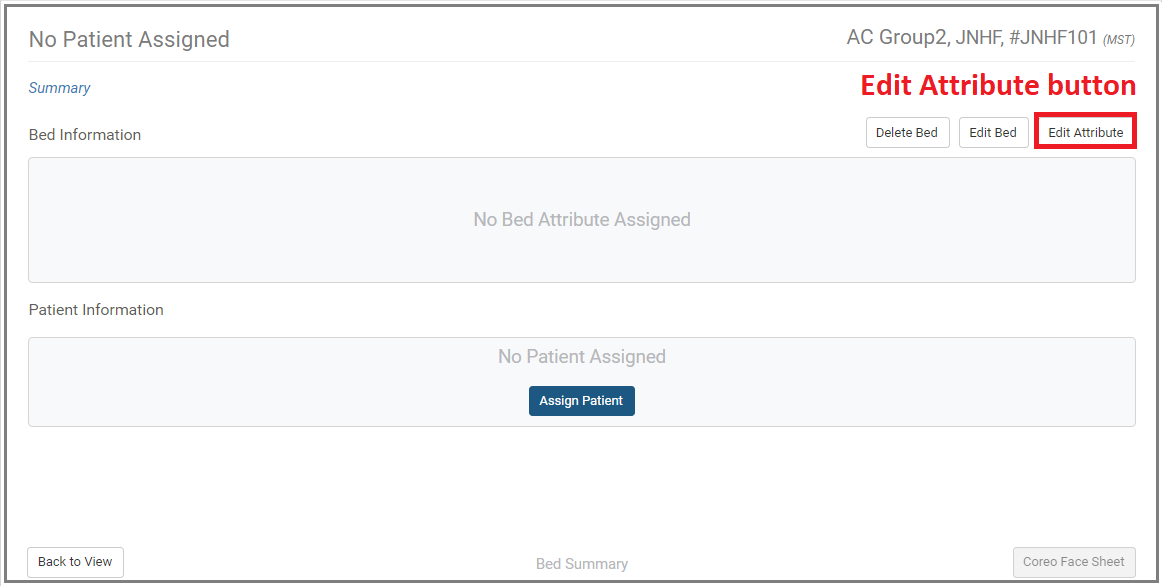 No Patient Assigned
AC Group2, JNHF, #JNHF101 (MST)
Summary
Edit Attribute button
Bed Information
Delete Bed
Edit Bed
Edit Attribute
No Bed Attribute Assigned
Patient Information
No Patient Assigned
Assign Patient
Back to View
Bed Summary
Coreo Face Sheet